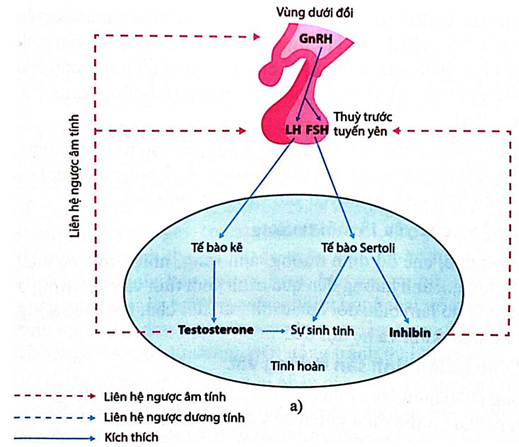 Vùng dưới đồi
GnRH
Thuỳ trước
tuyến yên
LH FSH
Liên hệ ngược âm tính
Tế bào kẽ
Tế bào Sertoli
Testosterone
Sự sinh tinh
Inhibin
Tinh hoàn
a)
Liên hệ ngược âm tính
Liên hệ ngược dương tính
Kích thích